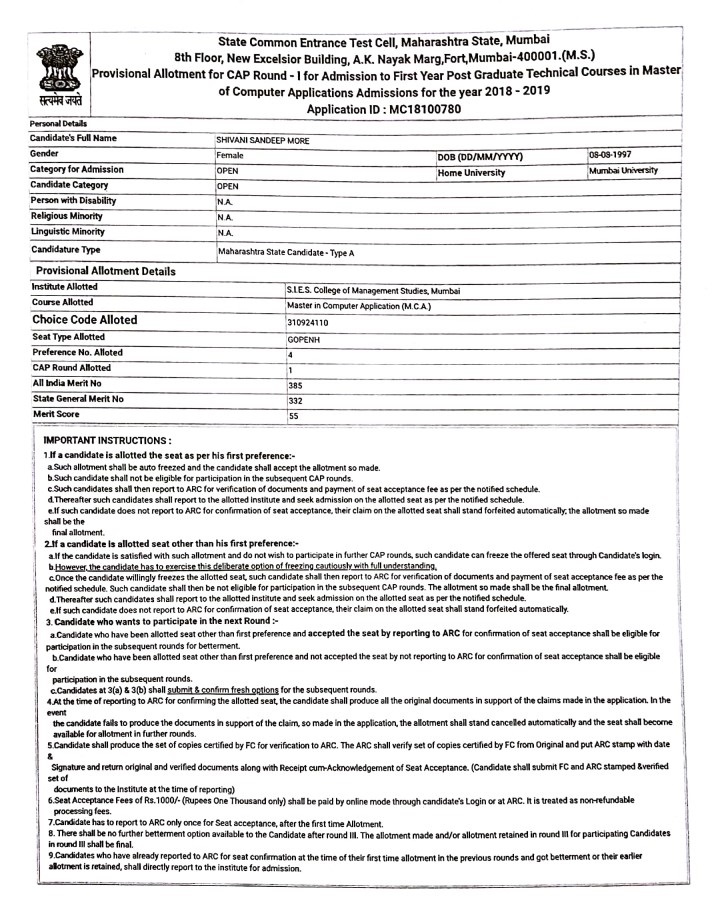 State Common Entrance Test Cell, Maharashtra State, Mumbai
8th Floor, New Excelsior Building, A.K. Nayak Marg,Fort,Mumbai-400001.(M.S.)
Provisional Allotment for CAP Round - I for Admission to First Year Post Graduate Technical Courses in Master
of Computer Applications Admissions for the year 2018 - 2019
Application ID : MC18100780
सत्यमेव जयते
Personal Details
Candidate's Full Name SHIVANI SANDEEP MORE
Gender Female DOB (DD/MM/YYYY) 08-08-1997
Category for Admission OPEN Home University Mumbai University
Candidate Category OPEN
Person with Disability N.A.
Religious Minority N.A.
Linguistic Minority N.A.
Candidature Type Maharashtra State Candidate - Type A
Provisional Allotment Details
Institute Allotted S.I.E.S. College of Management Studies, Mumbai
Course Allotted Master in Computer Application (M.C.A.)
Choice Code Alloted 310924110
Seat Type Allotted GOPENH
Preference No. Alloted 4
CAP Round Allotted 1
All India Merit No 385
State General Merit No 332
Merit Score 55
IMPORTANT INSTRUCTIONS :
1.If a candidate is allotted the seat as per his first preference:-
a.Such allotment shall be auto freezed and the candidate shall accept the allotment so made.
b.Such candidate shall not be eligible for participation in the subsequent CAP rounds.
c.Such candidates shall then report to ARC for verification of documents and payment of seat acceptance fee as per the notified schedule.
d.Thereafter such candidates shall report to the allotted institute and seek admission on the allotted seat as per the notified schedule.
e.If such candidate does not report to ARC for confirmation of seat acceptance, their claim on the allotted seat shall stand forfeited automatically; the allotment so made
shall be the
final allotment.
2.If a candidate is allotted seat other than his first preference:-
a.If the candidate is satisfied with such allotment and do not wish to participate in further CAP rounds, such candidate can freeze the offered seat through Candidate's login.
b.However, the candidate has to exercise this deliberate option of freezing cautiously with full understanding.
c.Once the candidate willingly freezes the allotted seat, such candidate shall then report to ARC for verification of documents and payment of seat acceptance fee as per the
notified schedule. Such candidate shall then be not eligible for participation in the subsequent CAP rounds. The allotment so made shall be the final allotment.
d.Thereafter such candidates shall report to the allotted institute and seek admission on the allotted seat as per the notified schedule.
e.If such candidate does not report to ARC for confirmation of seat acceptance, their claim on the allotted seat shall stand forfeited automatically.
3. Candidate who wants to participate in the next Round :-
a.Candidate who have been allotted seat other than first preference and accepted the seat by reporting to ARC for confirmation of seat acceptance shall be eligible for
participation in the subsequent rounds for betterment.
b.Candidate who have been allotted seat other than first preference and not accepted the seat by not reporting to ARC for confirmation of seat acceptance shall be eligible
for
participation in the subsequent rounds.
c.Candidates at 3(a) & 3(b) shall submit & confirm fresh options for the subsequent rounds.
4.At the time of reporting to ARC for confirming the allotted seat, the candidate shall produce all the original documents in support of the claims made in the application. In the
event
the candidate fails to produce the documents in support of the claim, so made in the application, the allotment shall stand cancelled automatically and the seat shall become
available for allotment in further rounds.
5.Candidate shall produce the set of copies certified by FC for verification to ARC. The ARC shall verify set of copies certified by FC from Original and put ARC stamp with date
&
Signature and return original and verified documents along with Receipt cum-Acknowledgement of Seat Acceptance. (Candidate shall submit FC and ARC stamped &verified
set of
documents to the Institute at the time of reporting)
6.Seat Acceptance Fees of Rs.1000/- (Rupees One Thousand only) shall be paid by online mode through candidate's Login or at ARC. It is treated as non-refundable
processing fees.
7.Candidate has to report to ARC only once for Seat acceptance, after the first time Allotment.
8. There shall be no further betterment option available to the Candidate after round III. The allotment made and/or allotment retained in round III for participating Candidates
in round III shall be final.
9.Candidates who have already reported to ARC for seat confirmation at the time of their first time allotment in the previous rounds and got betterment or their earlier
allotment is retained, shall directly report to the institute for admission.